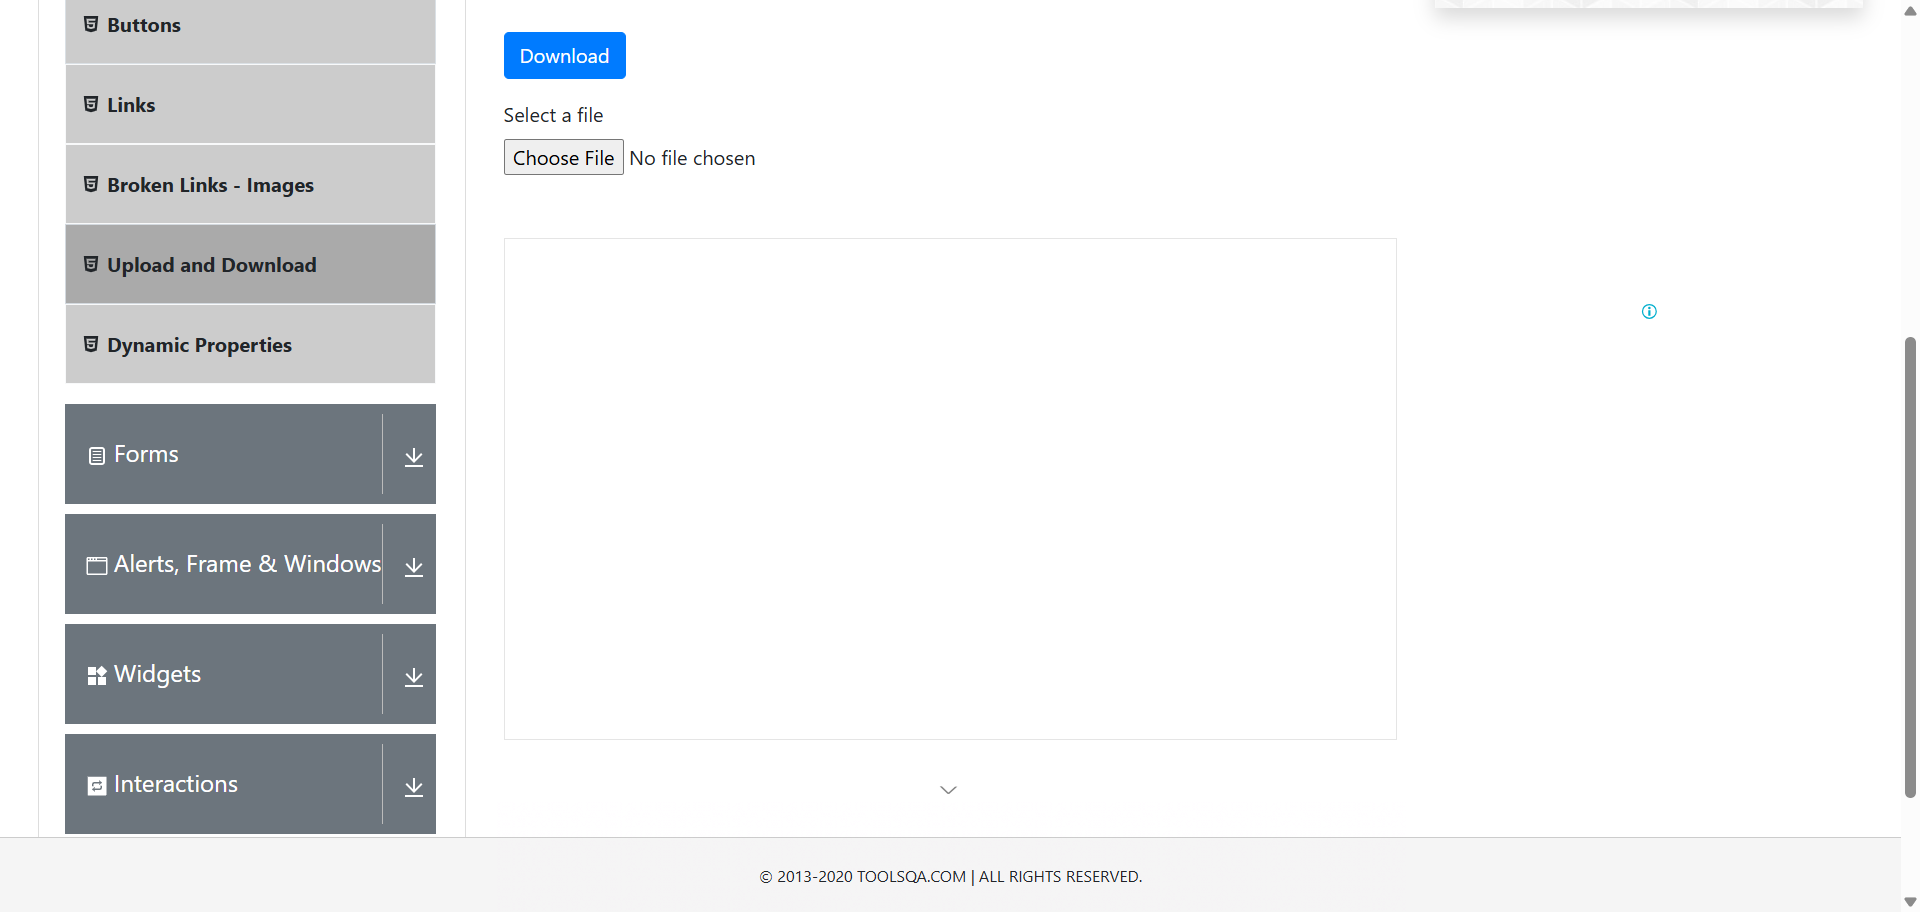 Buttons
Links
Broken Links - Images
Upload and Download
Dynamic Properties
Forms
Alerts, Frame & Windows
Widgets
Interactions
Download
Select a file
Choose File No file chosen
© 2013-2020 TOOLSQA.COM | ALL RIGHTS RESERVED.